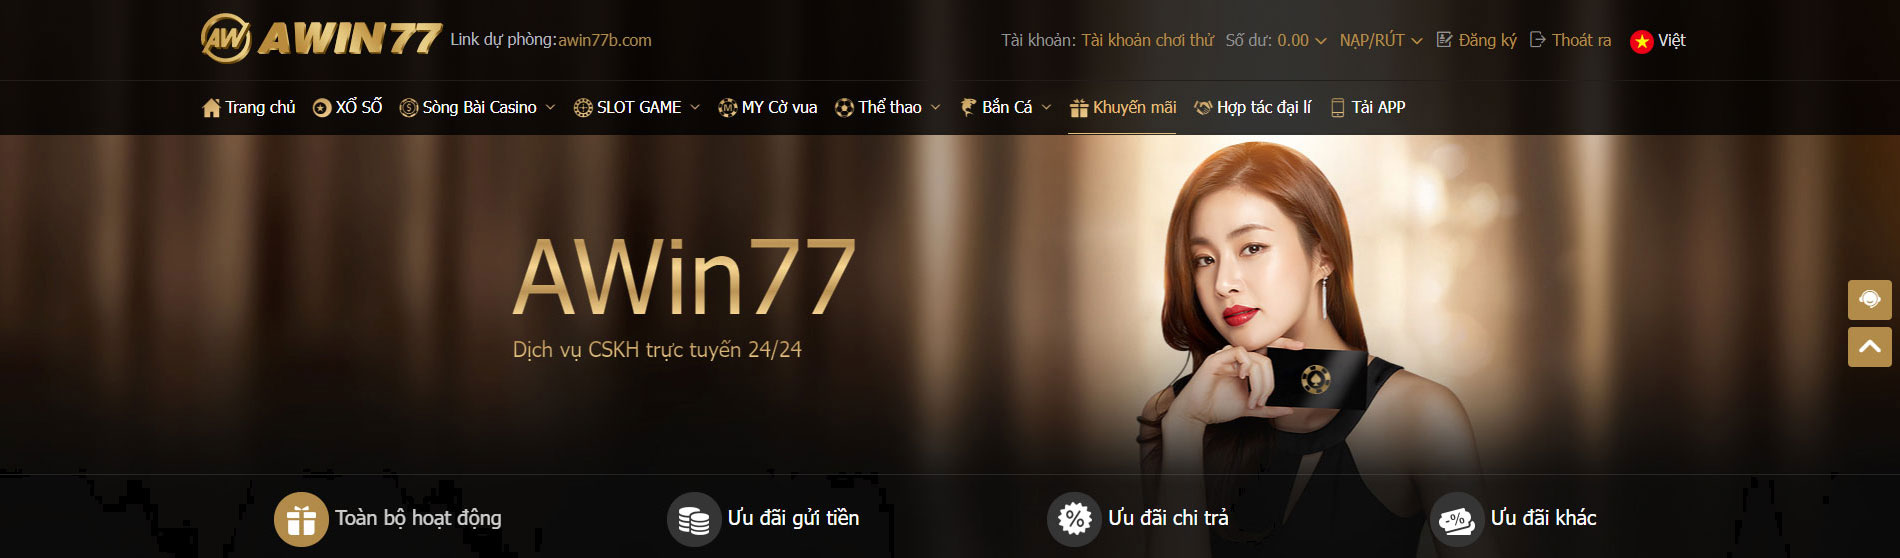 AW AWIN77 Link dự phòng:awin77b.com Tài khoản: Tài khoản chơi thử Số dư: 0.00 NẠP/RÚT Đăng ký Thoát ra Việt
Trang chủ XỔ SỐ Sòng Bài Casino SLOT GAME MY Cờ vua Thể thao Bắn Cá Khuyến mãi Hợp tác đại lí Tải APP
AWin77
Dịch vụ CSKH trực tuyến 24/24
Toàn bộ hoạt động Ưu đãi gửi tiền Ưu đãi chi trả Ưu đãi khác